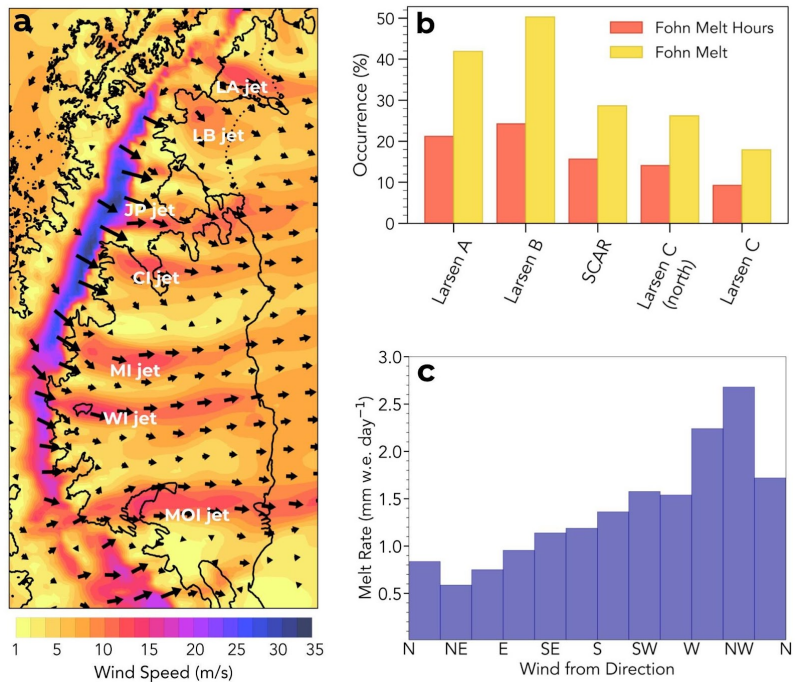 a
LA jet
LB jet
JP jet
CI jet
MI jet
WI jet
MOI jet
1 5 10 15 20 25 30 35
Wind Speed (m/s)
b
Fohn Melt Hours
Fohn Melt
Occurrence (%)
50
40
30
20
10
0
Larsen A
Larsen B
SCAR
Larsen C
(north)
Larsen C
c
Melt Rate (mm w.e. day⁻¹)
3.0
2.5
2.0
1.5
1.0
0.5
N NE E SE S SW W NW N
Wind from Direction